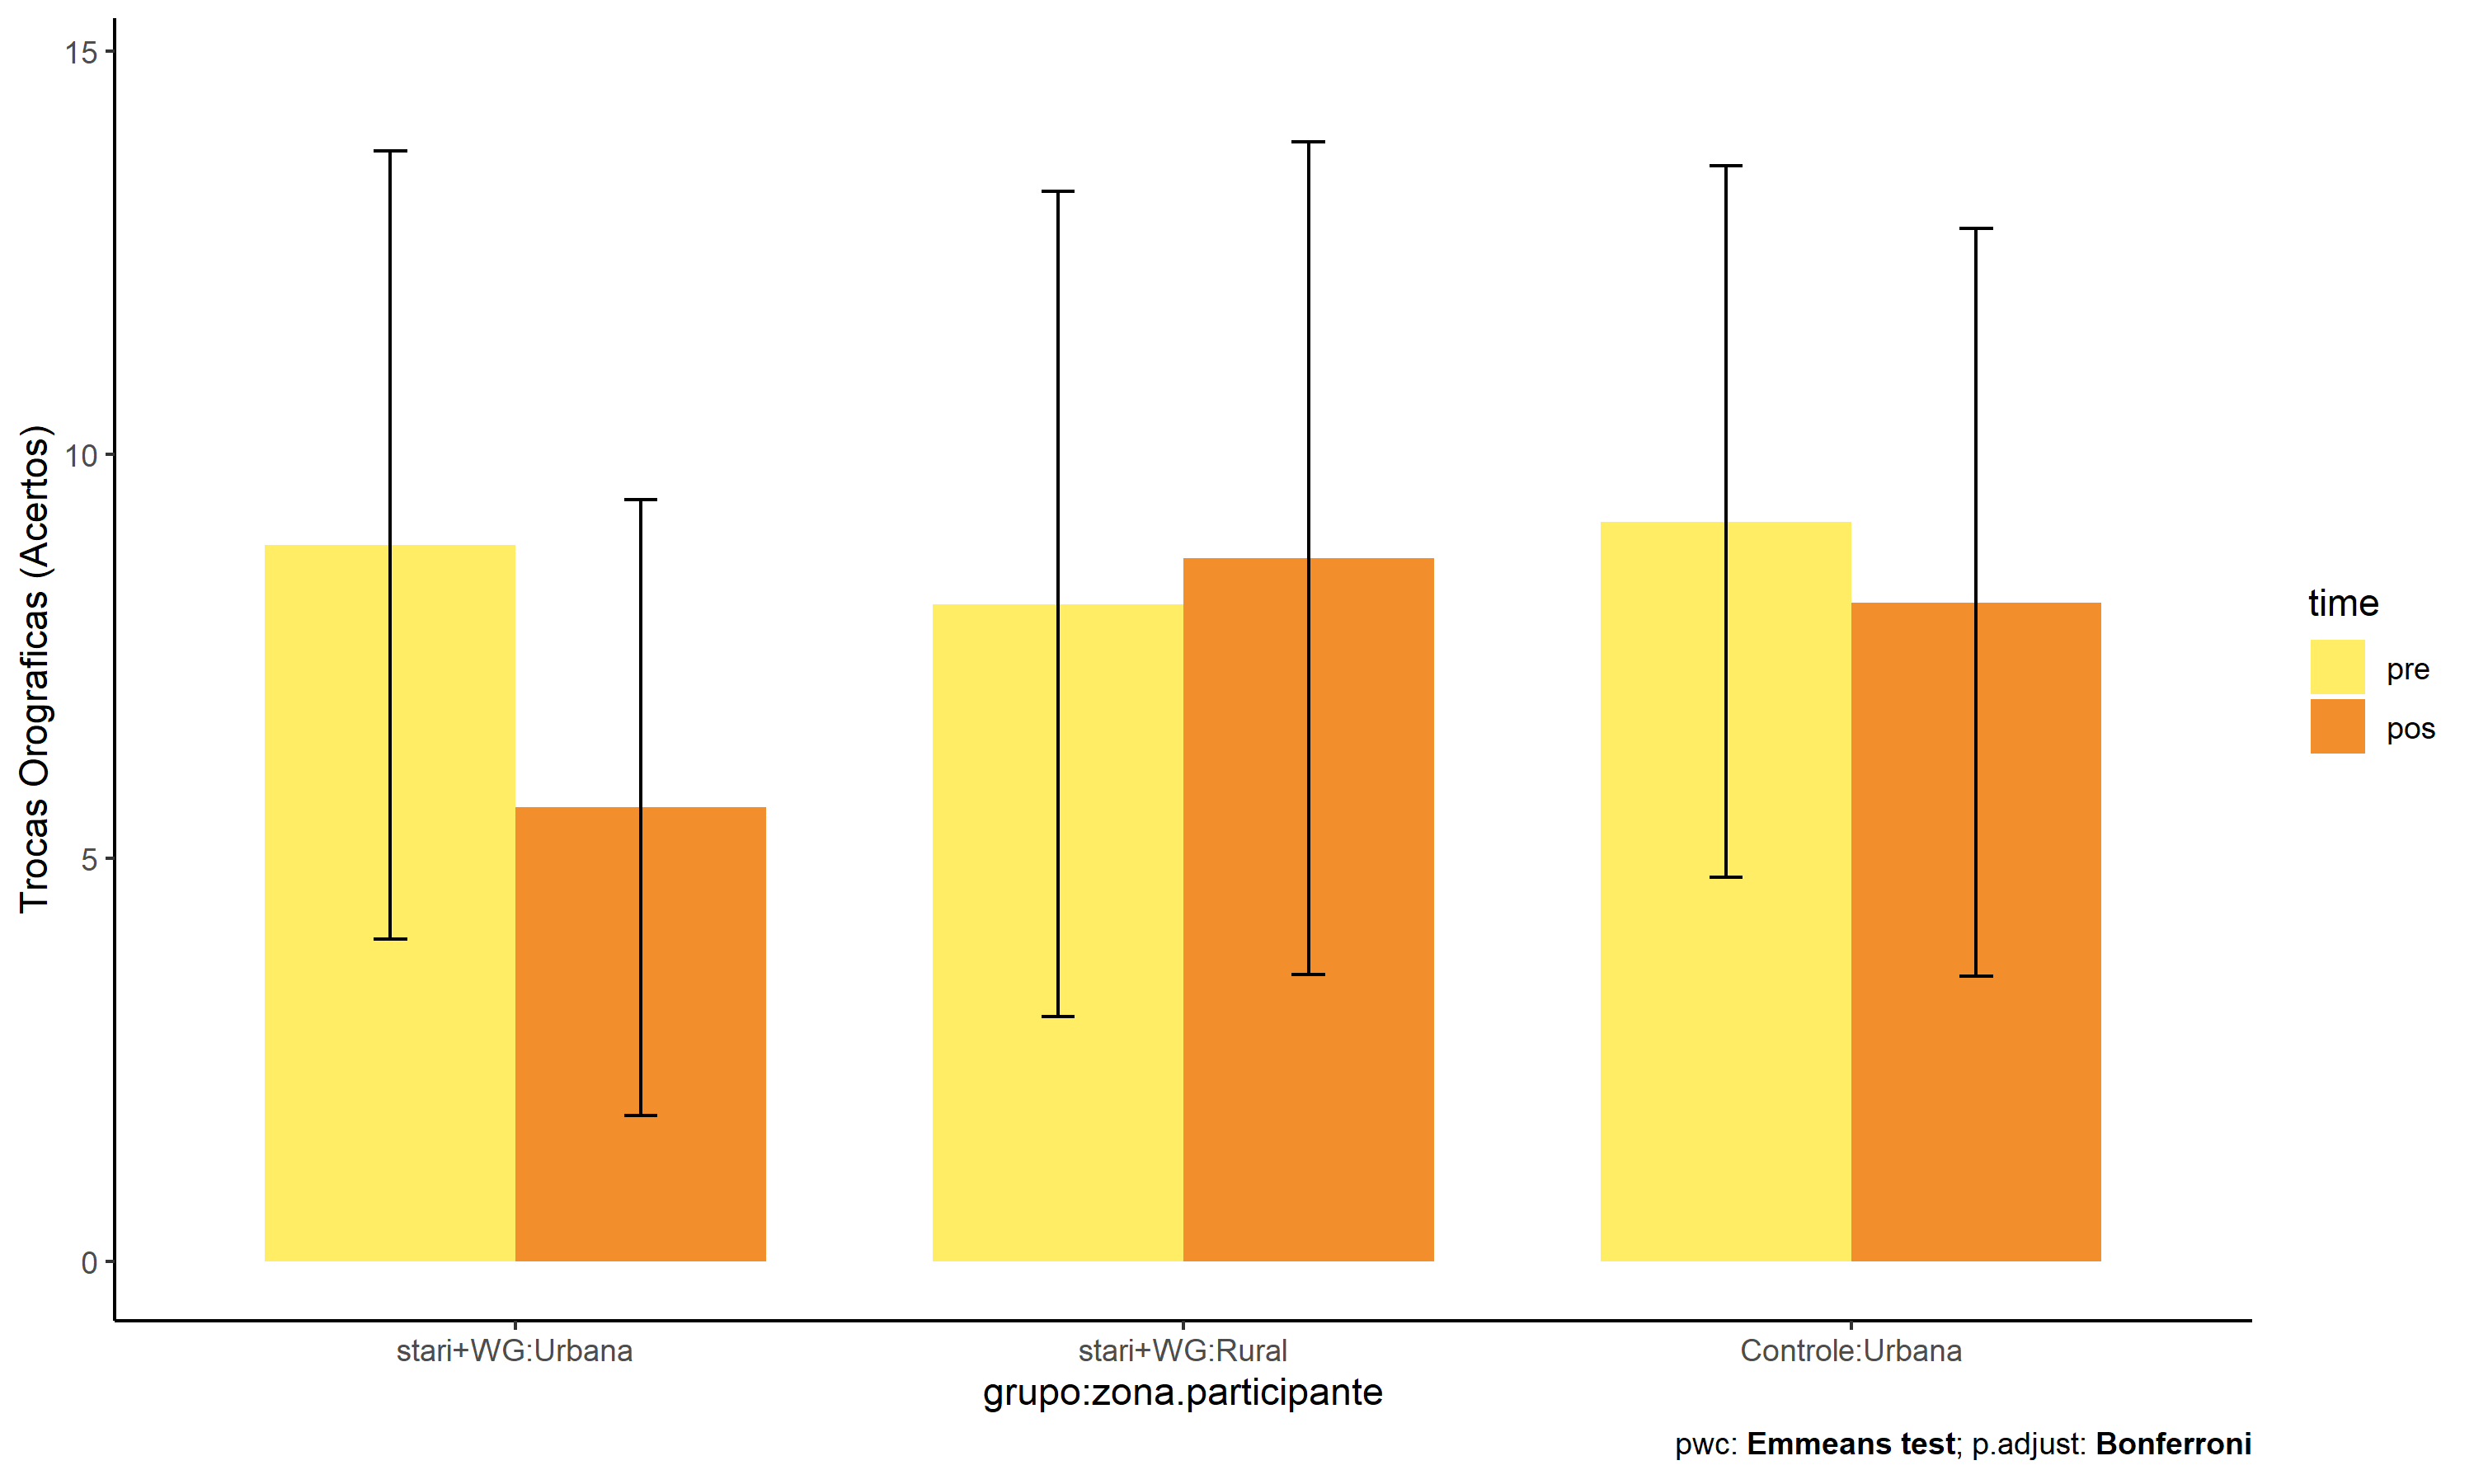 Trocas Orograficas (Acertos)
15
10
5
0
stari+WG:Urbana
stari+WG:Rural
Controle:Urbana
grupo:zona.participante
time
pre
pos
pwc: Emmeans test; p.adjust: Bonferroni